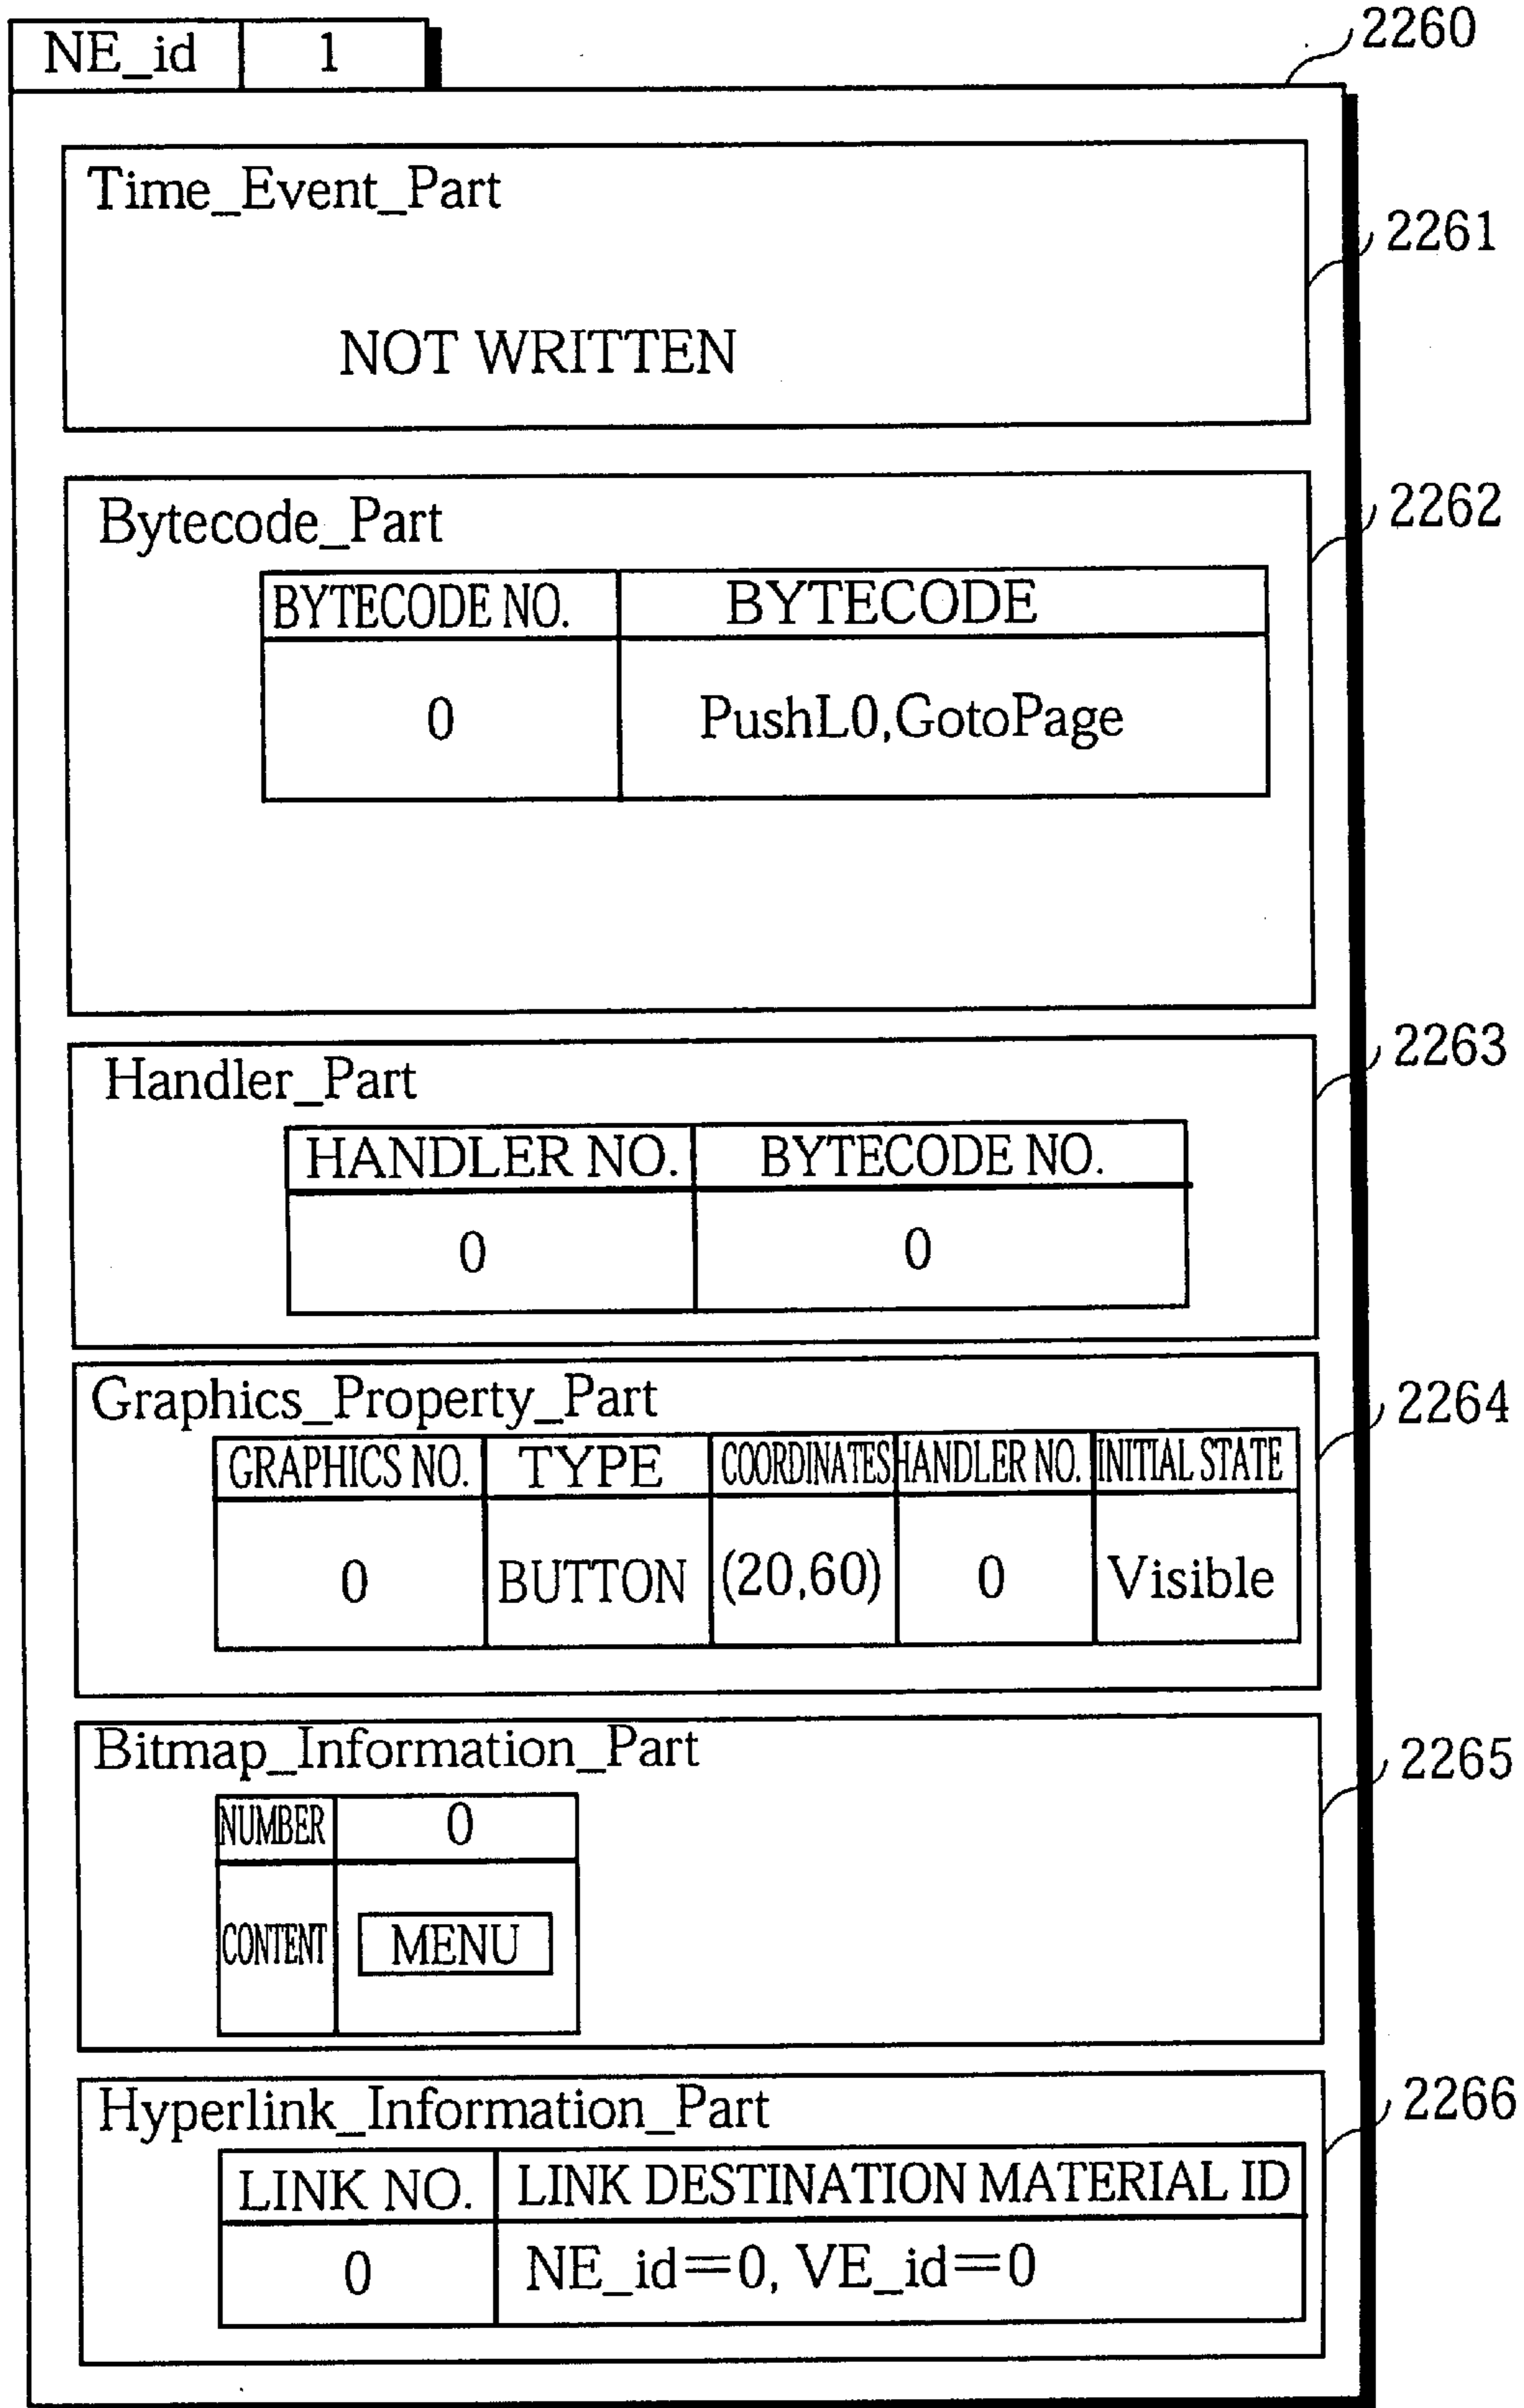 NE_id 1
2260
Time_Event_Part
2261
NOT WRITTEN
2262
Bytecode_Part
BYTECODE NO. BYTECODE
0 PushL0,GotoPage
2263
Handler_Part
HANDLER NO. BYTECODE NO.
0 0
2264
Graphics_Property_Part
GRAPHICS NO. TYPE COORDINATES HANDLER NO. INITIAL STATE
0 BUTTON (20,60) 0 Visible
2265
Bitmap_Information_Part
NUMBER 0
CONTENT MENU
2266
Hyperlink_Information_Part
LINK NO. LINK DESTINATION MATERIAL ID
0 NE_id=0, VE_id=0